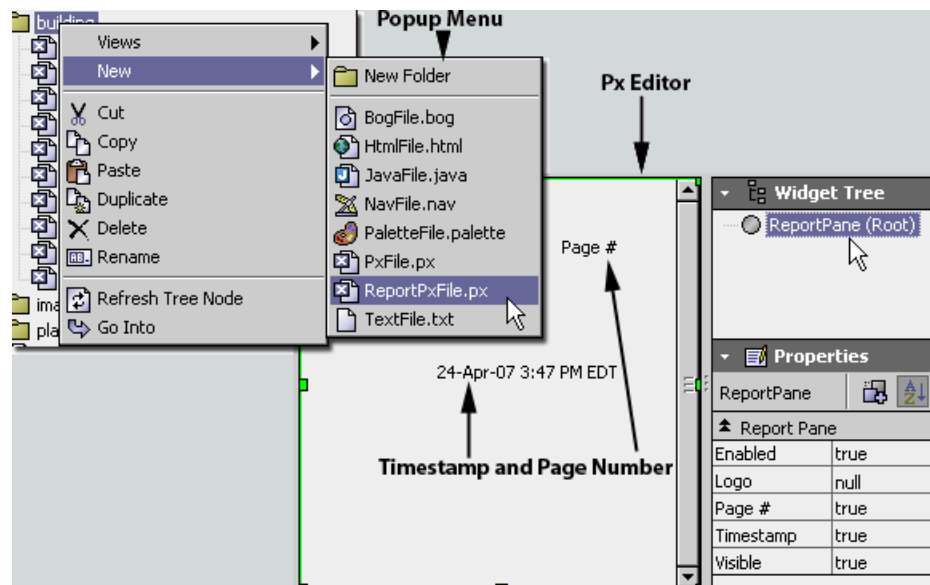 building
Popup Menu
Views
New
Cut
Copy
Paste
Duplicate
Delete
Rename
Refresh Tree Node
Go Into
ima
pla
New Folder
BogFile.bog
HtmlFile.html
JavaFile.java
NavFile.nav
PaletteFile.palette
PxFile.px
ReportPxFile.px
TextFile.txt
Px Editor
Page #
24-Apr-07 3:47 PM EDT
Timestamp and Page Number
Widget Tree
ReportPane (Root)
Properties
ReportPane
Report Pane
Enabled true
Logo null
Page # true
Timestamp true
Visible true